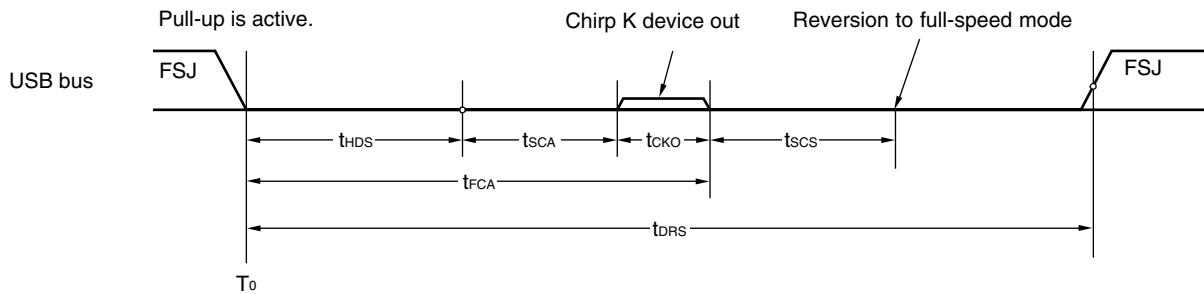 Pull-up is active.
Chirp K device out
Reversion to full-speed mode
USB bus
FSJ
FSJ
tHDS
tSCA
tCKO
tSCS
tFCA
tDRS
T0